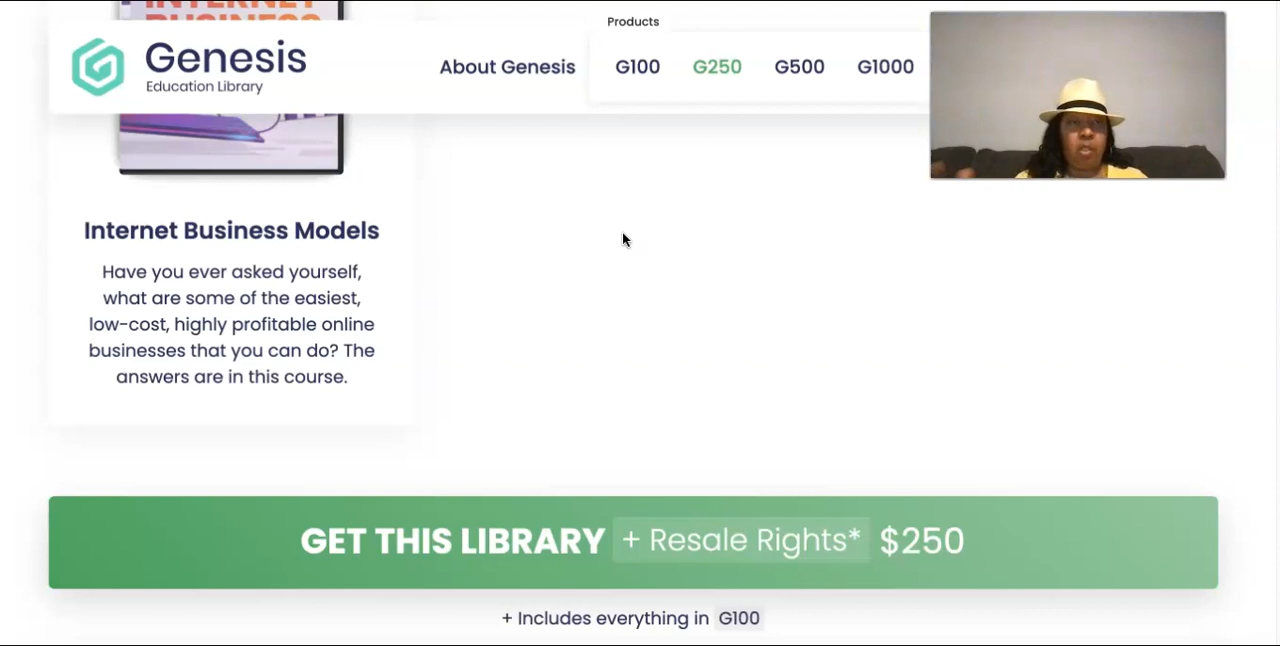 INTERNET
BUSINESS
Products
Genesis
Education Library
About Genesis
G100
G250
G500
G1000
Internet Business Models
Have you ever asked yourself,
what are some of the easiest,
low-cost, highly profitable online
businesses that you can do? The
answers are in this course.
GET THIS LIBRARY + Resale Rights* $250
+ Includes everything in G100